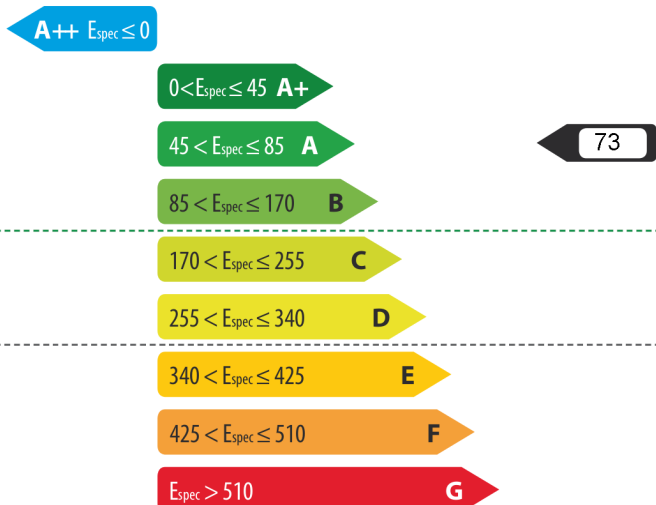 A++ Espec ≤ 0
0<Espec ≤ 45 A+
45 < Espec ≤ 85 A
73
85 < Espec ≤ 170 B
170 < Espec ≤ 255 C
255 < Espec ≤ 340 D
340 < Espec ≤ 425 E
425 < Espec ≤ 510 F
Espec > 510 G